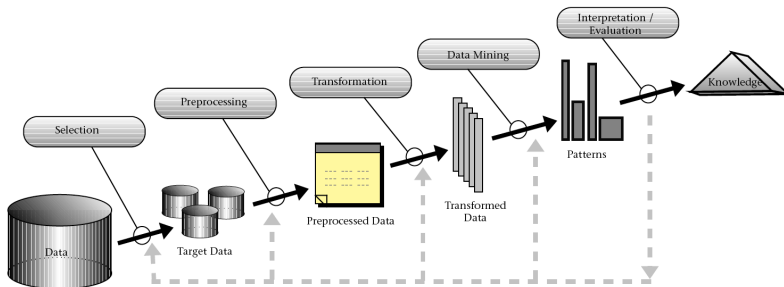 Interpretation /
Evaluation
Data Mining
Transformation
Preprocessing
Selection
Knowledge
Patterns
Transformed
Data
Preprocessed Data
Target Data
Data